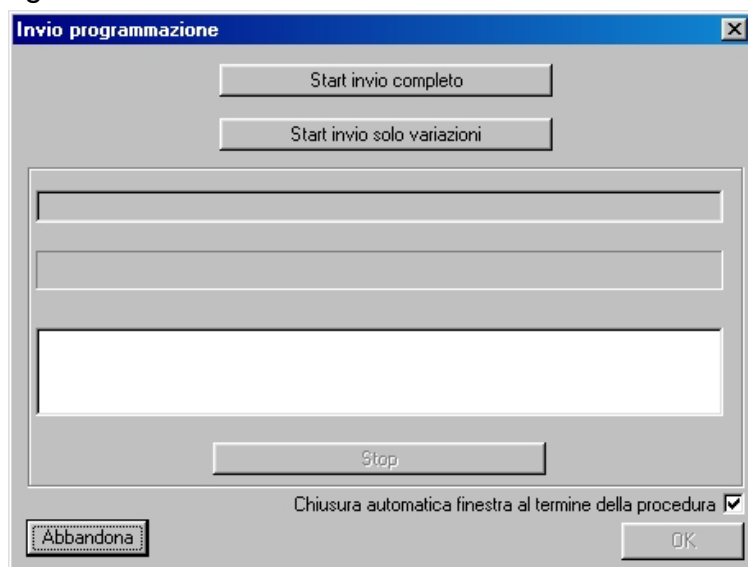 Invio programmazione
Start invio completo
Start invio solo variazioni
Stop
Chiusura automatica finestra al termine della procedura
Abbandona
OK